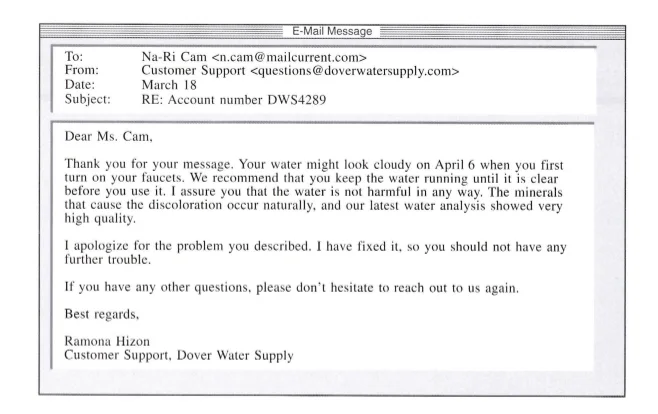 E-Mail Message
To: Na-Ri Cam <n.cam@mailcurrent.com>
From: Customer Support <questions@doverwatersupply.com>
Date: March 18
Subject: RE: Account number DWS4289
Dear Ms. Cam,
Thank you for your message. Your water might look cloudy on April 6 when you first
turn on your faucets. We recommend that you keep the water running until it is clear
before you use it. I assure you that the water is not harmful in any way. The minerals
that cause the discoloration occur naturally, and our latest water analysis showed very
high quality.
I apologize for the problem you described. I have fixed it, so you should not have any
further trouble.
If you have any other questions, please don't hesitate to reach out to us again.
Best regards,
Ramona Hizon
Customer Support, Dover Water Supply